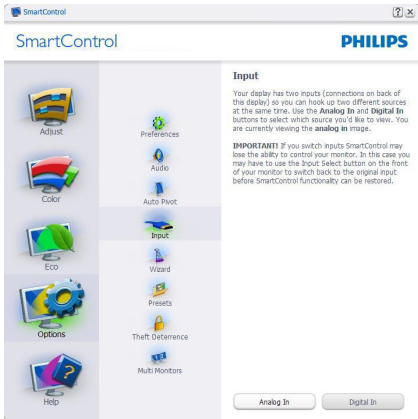 SmartControl
SmartControl
PHILIPS
Adjust
Color
Eco
Options
Help
Preferences
Audio
Auto Pivot
Input
Wizard
Presets
Theft Deterrence
Multi Monitors
Input
Your display has two inputs (connections on back of
this display) so you can hook up two different sources
at the same time. Use the Analog In and Digital In
buttons to select which source you'd like to view. You
are currently viewing the analog in image.
IMPORTANT! If you switch inputs SmartControl may
lose the ability to control your monitor. In this case you
may have to use the Input Select button on the front
of your monitor to switch back to the original input
before SmartControl functionality can be restored.
Analog In
Digital In